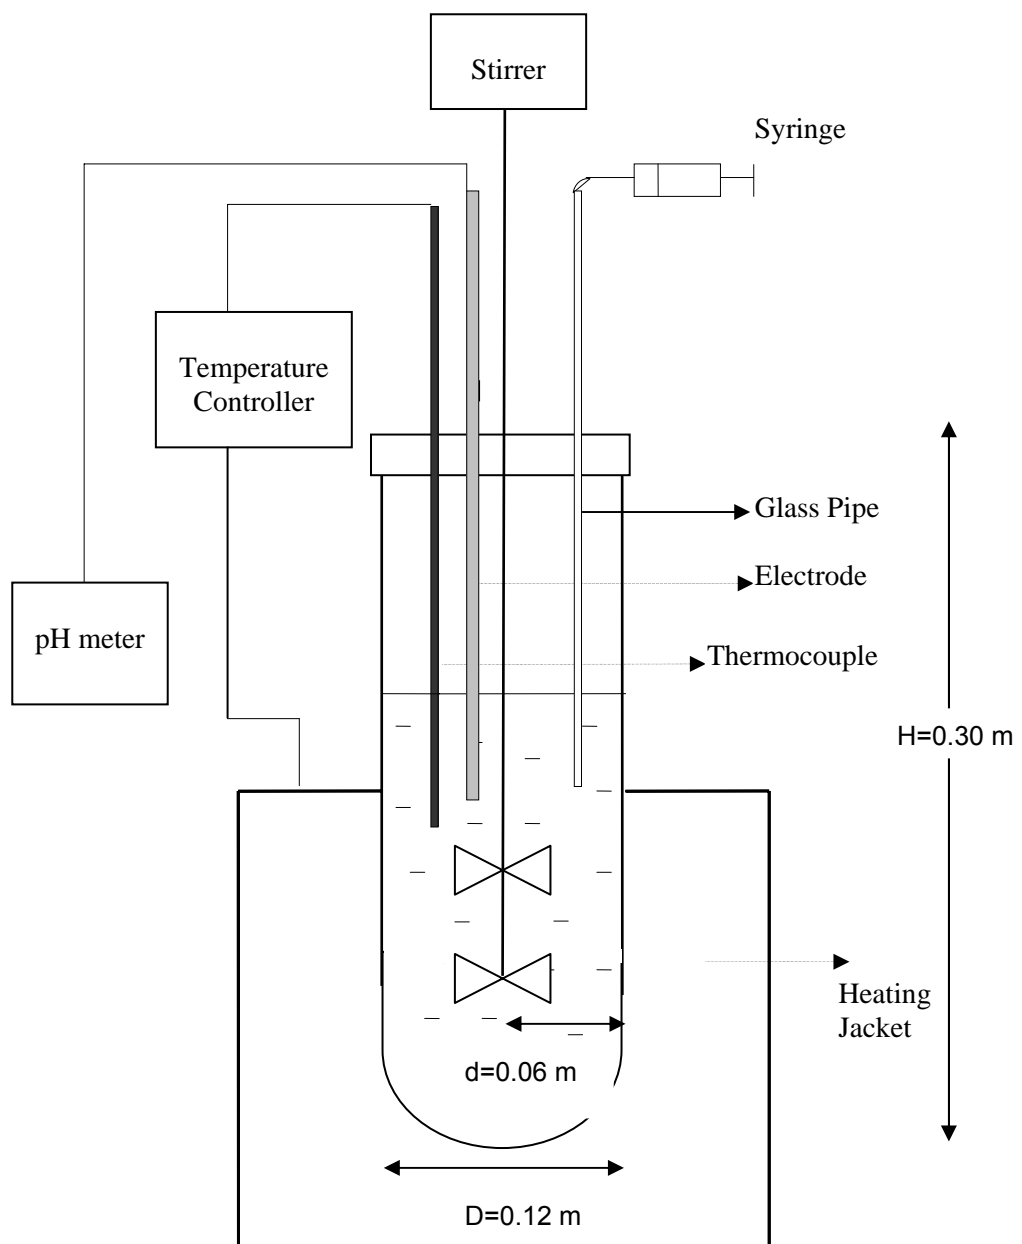 Stirrer
Syringe
Temperature
Controller
Glass Pipe
Electrode
pH meter
Thermocouple
H=0.30 m
Heating
Jacket
d=0.06 m
D=0.12 m